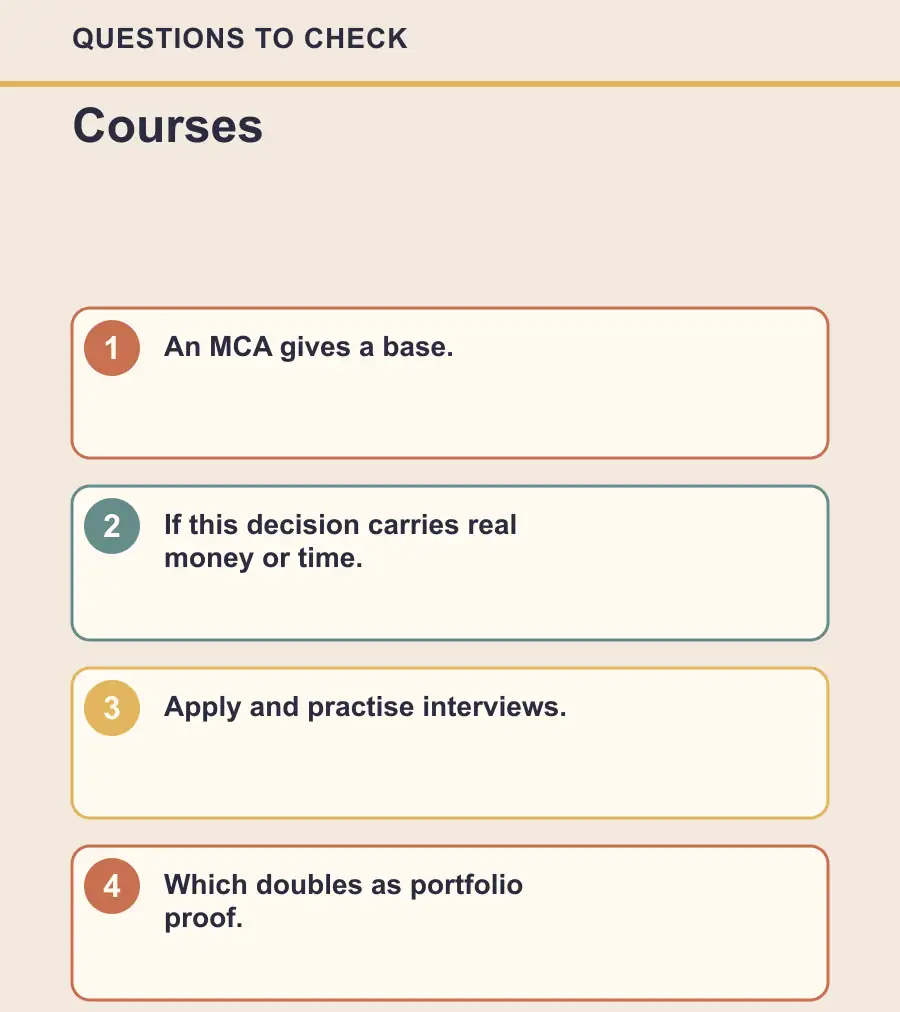 QUESTIONS TO CHECK
Courses
1
An MCA gives a base.
2
If this decision carries real
money or time.
3
Apply and practise interviews.
4
Which doubles as portfolio
proof.